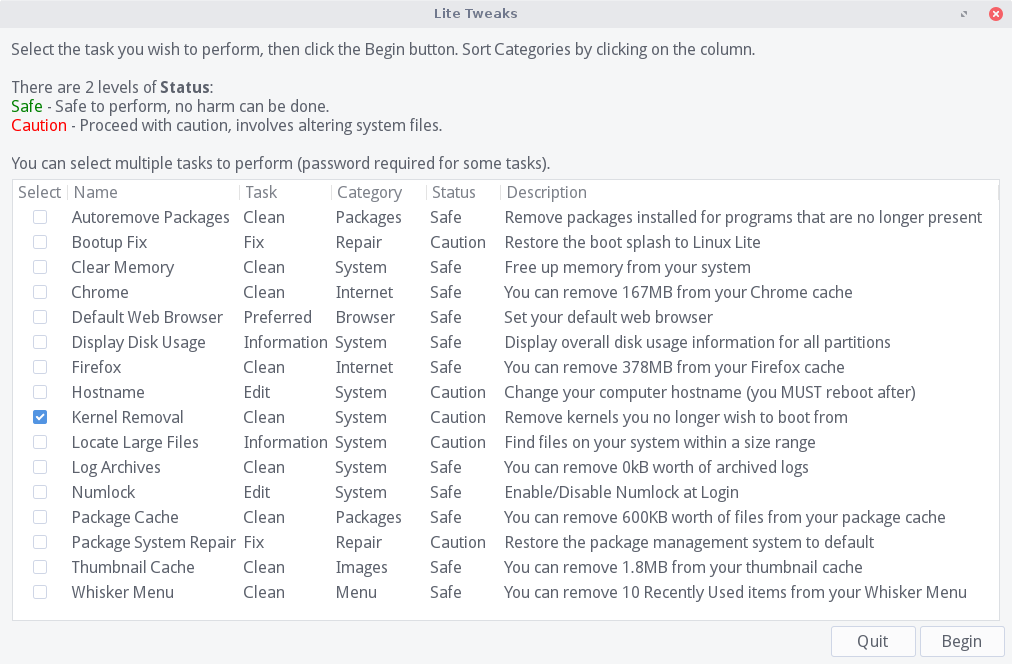 Lite Tweaks
Select the task you wish to perform, then click the Begin button. Sort Categories by clicking on the column.
There are 2 levels of Status:
Safe - Safe to perform, no harm can be done.
Caution - Proceed with caution, involves altering system files.
You can select multiple tasks to perform (password required for some tasks).
Select Name Task Category Status Description
Autoremove Packages Clean Packages Safe Remove packages installed for programs that are no longer present
Bootup Fix Fix Repair Caution Restore the boot splash to Linux Lite
Clear Memory Clean System Safe Free up memory from your system
Chrome Clean Internet Safe You can remove 167MB from your Chrome cache
Default Web Browser Preferred Browser Safe Set your default web browser
Display Disk Usage Information System Safe Display overall disk usage information for all partitions
Firefox Clean Internet Safe You can remove 378MB from your Firefox cache
Hostname Edit System Caution Change your computer hostname (you MUST reboot after)
Kernel Removal Clean System Caution Remove kernels you no longer wish to boot from
Locate Large Files Information System Caution Find files on your system within a size range
Log Archives Clean System Safe You can remove 0kB worth of archived logs
Numlock Edit System Safe Enable/Disable Numlock at Login
Package Cache Clean Packages Safe You can remove 600KB worth of files from your package cache
Package System Repair Fix Repair Caution Restore the package management system to default
Thumbnail Cache Clean Images Safe You can remove 1.8MB from your thumbnail cache
Whisker Menu Clean Menu Safe You can remove 10 Recently Used items from your Whisker Menu
Quit Begin